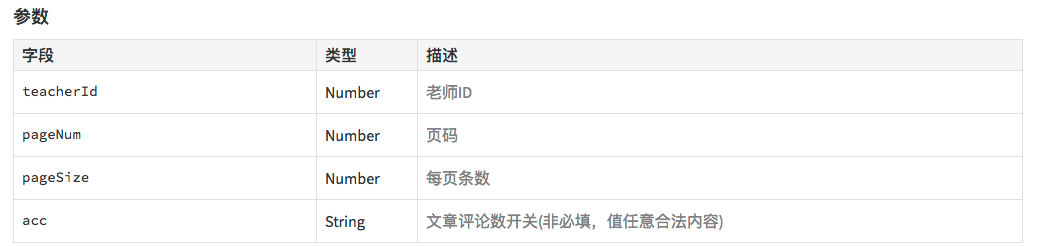 参数
字段 类型 描述
teacherId Number 老师ID
pageNum Number 页码
pageSize Number 每页条数
acc String 文章评论数开关(非必填，值任意合法内容)